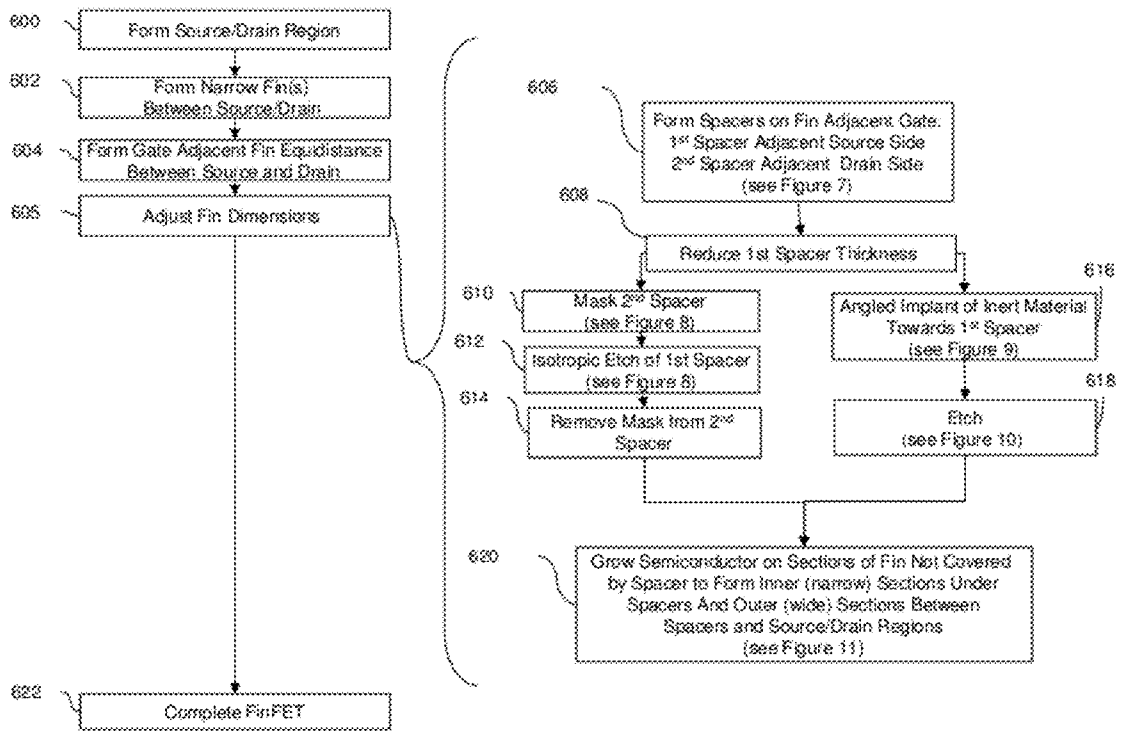 600
Form Source/Drain Region
602
Form Narrow Fin(s)
Between Source/Drain
604
Form Gate Adjacent Fin Equidistance
Between Source and Drain
605
Adjust Fin Dimensions
606
Form Spacers on Fin Adjacent Gate:
1st Spacer Adjacent Source Side
2nd Spacer Adjacent Drain Side
(see Figure 7)
608
Reduce 1st Spacer Thickness
610
Mask 2nd Spacer
(see Figure 8)
612
Isotropic Etch of 1st Spacer
(see Figure 8)
614
Remove Mask from 2nd
Spacer
616
Angled Implant of Inert Material
Towards 1st Spacer
(see Figure 9)
618
Etch
(see Figure 10)
620
Grow Semiconductor on Sections of Fin Not Covered
by Spacer to Form Inner (narrow) Sections Under
Spacers And Outer (wide) Sections Between
Spacers and Source/Drain Regions
(see Figure 11)
622
Complete FinFET